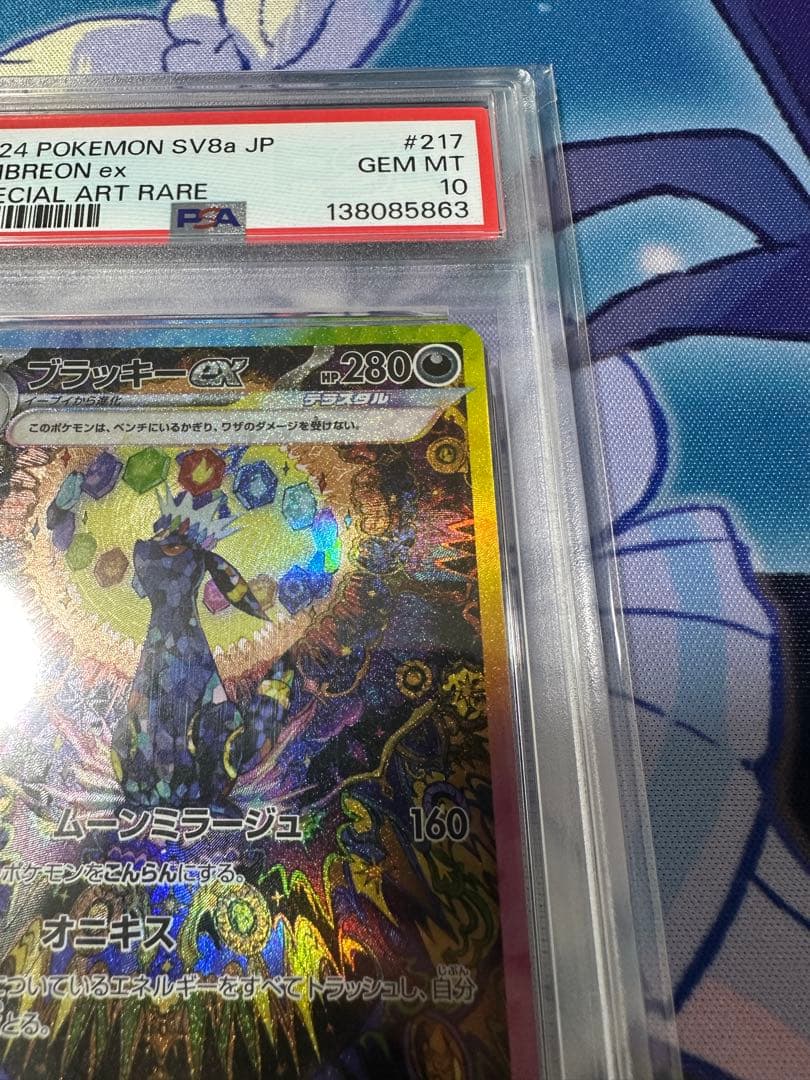 24 POKEMON SV8a JP #217
MBREON ex GEM MT
ECIAL ART RARE 10
PSA 138085863
ブラッキーex HP280
イーブイから進化 テラスタル
このポケモンは、ベンチにいるかぎり、ワザのダメージを受けない。
ムーンミラージュ 160
ポケモンをこんらんにする。
オニキス
についているエネルギーをすべてトラッシュし、自分
とる。